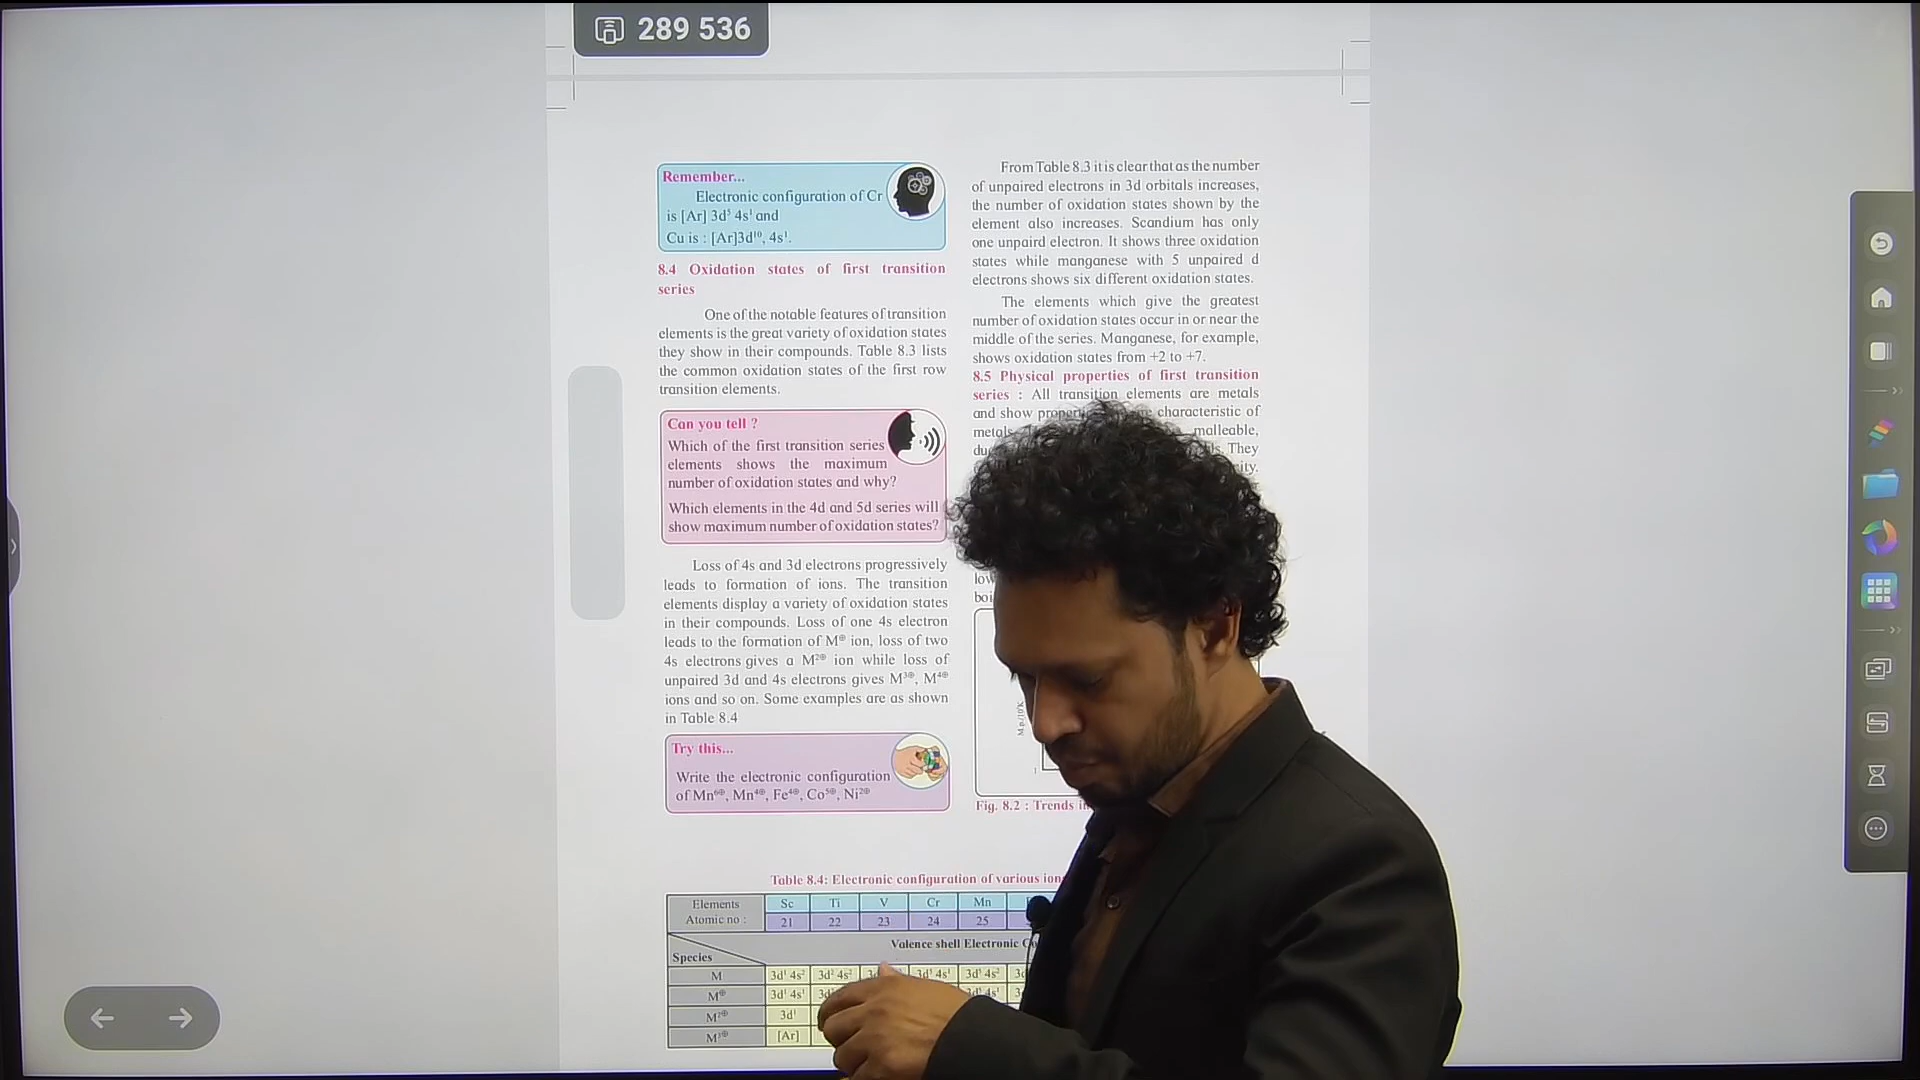 289 536
Remember...
Electronic configuration of Cr
is [Ar] 3d⁵ 4s¹ and
Cu is : [Ar]3d¹⁰, 4s¹.
8.4 Oxidation states of first transition
series
One of the notable features of transition
elements is the great variety of oxidation states
they show in their compounds. Table 8.3 lists
the common oxidation states of the first row
transition elements.
Can you tell ?
Which of the first transition series
elements shows the maximum
number of oxidation states and why?
Which elements in the 4d and 5d series will
show maximum number of oxidation states?
Loss of 4s and 3d electrons progressively
leads to formation of ions. The transition
elements display a variety of oxidation states
in their compounds. Loss of one 4s electron
leads to the formation of M⊕ ion, loss of two
4s electrons gives a M²⊕ ion while loss of
unpaired 3d and 4s electrons gives M³⊕, M⁴⊕
ions and so on. Some examples are as shown
in Table 8.4
Try this...
Write the electronic configuration
of Mn⁶⊕, Mn⁴⊕, Fe⁴⊕, Co⁵⊕, Ni²⊕
From Table 8.3 it is clear that as the number
of unpaired electrons in 3d orbitals increases,
the number of oxidation states shown by the
element also increases. Scandium has only
one unpaird electron. It shows three oxidation
states while manganese with 5 unpaired d
electrons shows six different oxidation states.
The elements which give the greatest
number of oxidation states occur in or near the
middle of the series. Manganese, for example,
shows oxidation states from +2 to +7.
8.5 Physical properties of first transition
series : All transition elements are metals
and show characteristic of
metals malleable,
They
low
M.p./10³K
1
Fig. 8.2 : Trends
Table 8.4: Electronic configuration of various ions
Elements Sc Ti V Cr Mn
Atomic no : 21 22 23 24 25
Valence shell Electronic
Species
M 3d¹ 4s² 3d² 4s² 3d⁵ 4s¹ 3d⁵ 4s²
M⊕ 3d¹ 4s¹ 3d⁵ 4s¹
M²⊕ 3d¹
M³⊕ [Ar]